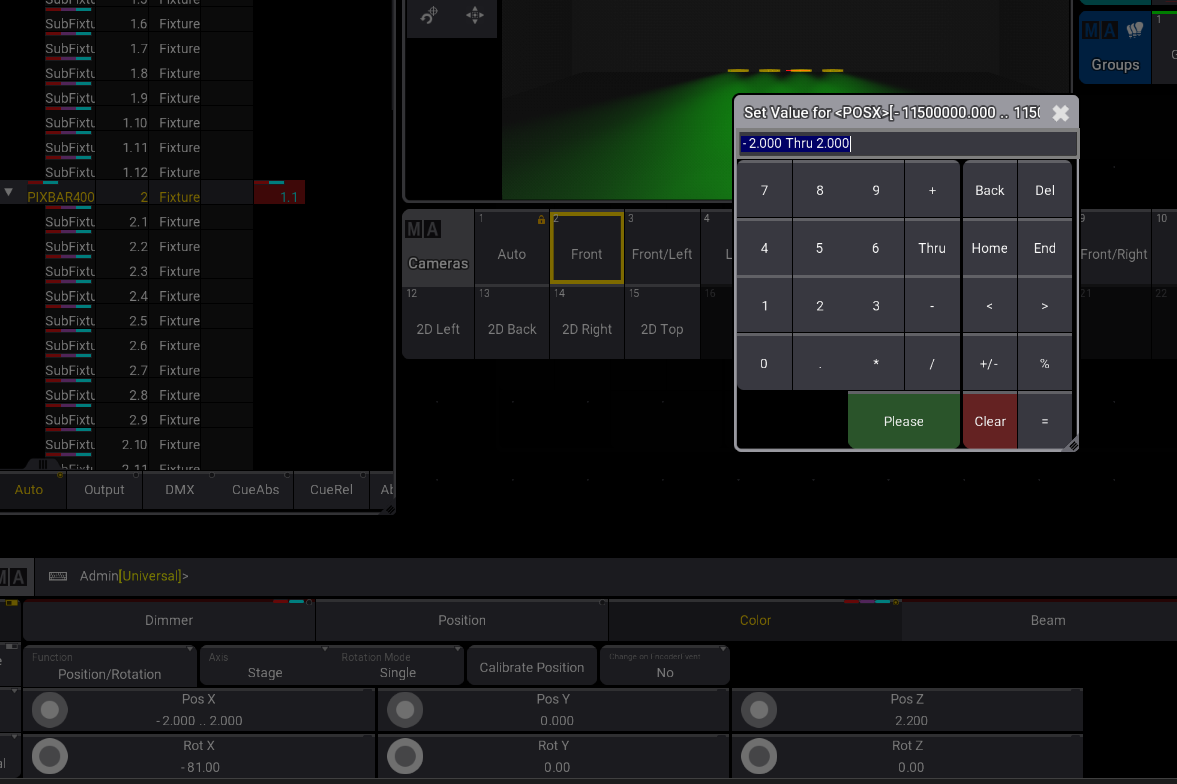 SubFixtu 1.6 Fixture
SubFixtu 1.7 Fixture
SubFixtu 1.8 Fixture
SubFixtu 1.9 Fixture
SubFixtu 1.10 Fixture
SubFixtu 1.11 Fixture
SubFixtu 1.12 Fixture
PIXBAR400 2 Fixture 1.1
SubFixtu 2.1 Fixture
SubFixtu 2.2 Fixture
SubFixtu 2.3 Fixture
SubFixtu 2.4 Fixture
SubFixtu 2.5 Fixture
SubFixtu 2.6 Fixture
SubFixtu 2.7 Fixture
SubFixtu 2.8 Fixture
SubFixtu 2.9 Fixture
SubFixtu 2.10 Fixture
2.11 Fixture
Auto Output DMX CueAbs CueRel
MA
Groups
1
Set Value for <POSX>[- 11500000.000 .. 1150
- 2.000 Thru 2.000
7 8 9 + Back Del
4 5 6 Thru Home End
1 2 3 - < >
0 . * / +/- %
Please Clear =
MA
Cameras
1 Auto
2 Front
3 Front/Left
4
9 Front/Right
10
12 2D Left
13 2D Back
14 2D Right
15 2D Top
16
21
22
MA
Admin[Universal]>
Dimmer Position Color Beam
Function
Position/Rotation
Axis
Stage
Rotation Mode
Single
Calibrate Position
Change on EncoderEvent
No
Pos X
- 2.000 .. 2.000
Pos Y
0.000
Pos Z
2.200
Rot X
- 81.00
Rot Y
0.00
Rot Z
0.00